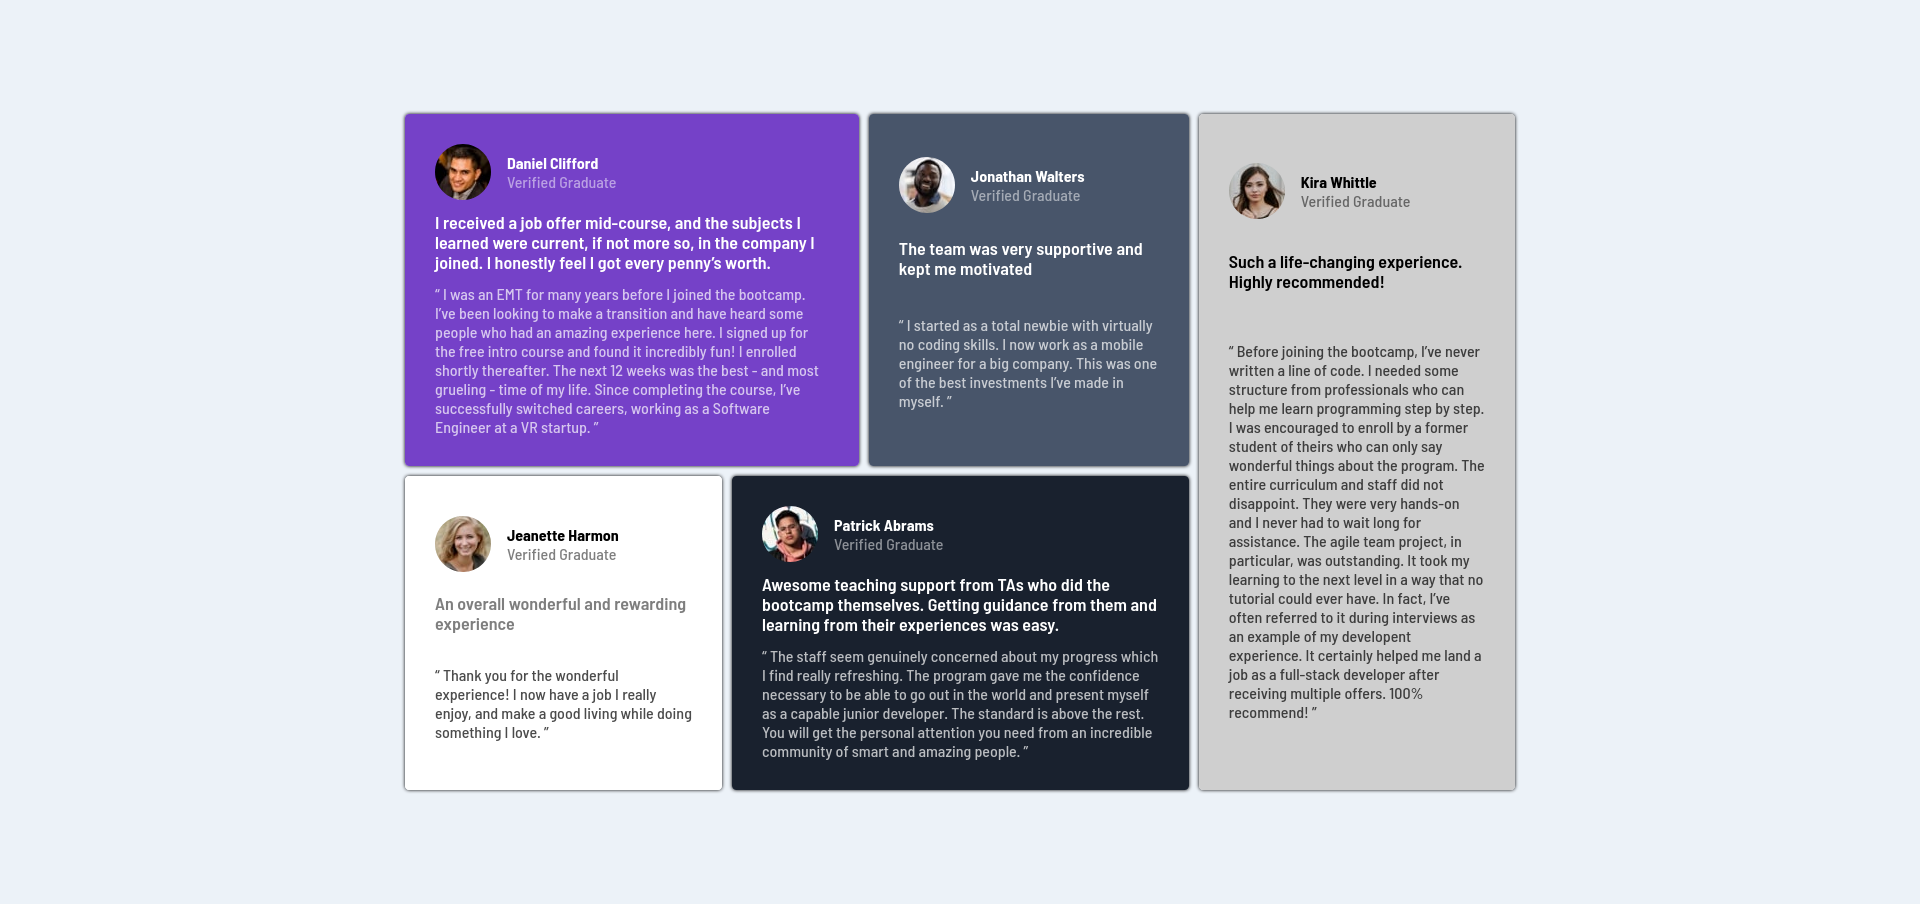 Daniel Clifford
Verified Graduate
I received a job offer mid-course, and the subjects I
learned were current, if not more so, in the company I
joined. I honestly feel I got every penny’s worth.
“ I was an EMT for many years before I joined the bootcamp.
I’ve been looking to make a transition and have heard some
people who had an amazing experience here. I signed up for
the free intro course and found it incredibly fun! I enrolled
shortly thereafter. The next 12 weeks was the best - and most
grueling - time of my life. Since completing the course, I’ve
successfully switched careers, working as a Software
Engineer at a VR startup. ”
Jonathan Walters
Verified Graduate
The team was very supportive and
kept me motivated
“ I started as a total newbie with virtually
no coding skills. I now work as a mobile
engineer for a big company. This was one
of the best investments I’ve made in
myself. ”
Kira Whittle
Verified Graduate
Such a life-changing experience.
Highly recommended!
“ Before joining the bootcamp, I’ve never
written a line of code. I needed some
structure from professionals who can
help me learn programming step by step.
I was encouraged to enroll by a former
student of theirs who can only say
wonderful things about the program. The
entire curriculum and staff did not
disappoint. They were very hands-on
and I never had to wait long for
assistance. The agile team project, in
particular, was outstanding. It took my
learning to the next level in a way that no
tutorial could ever have. In fact, I’ve
often referred to it during interviews as
an example of my developent
experience. It certainly helped me land a
job as a full-stack developer after
receiving multiple offers. 100%
recommend! ”
Jeanette Harmon
Verified Graduate
An overall wonderful and rewarding
experience
“ Thank you for the wonderful
experience! I now have a job I really
enjoy, and make a good living while doing
something I love. ”
Patrick Abrams
Verified Graduate
Awesome teaching support from TAs who did the
bootcamp themselves. Getting guidance from them and
learning from their experiences was easy.
“ The staff seem genuinely concerned about my progress which
I find really refreshing. The program gave me the confidence
necessary to be able to go out in the world and present myself
as a capable junior developer. The standard is above the rest.
You will get the personal attention you need from an incredible
community of smart and amazing people. ”